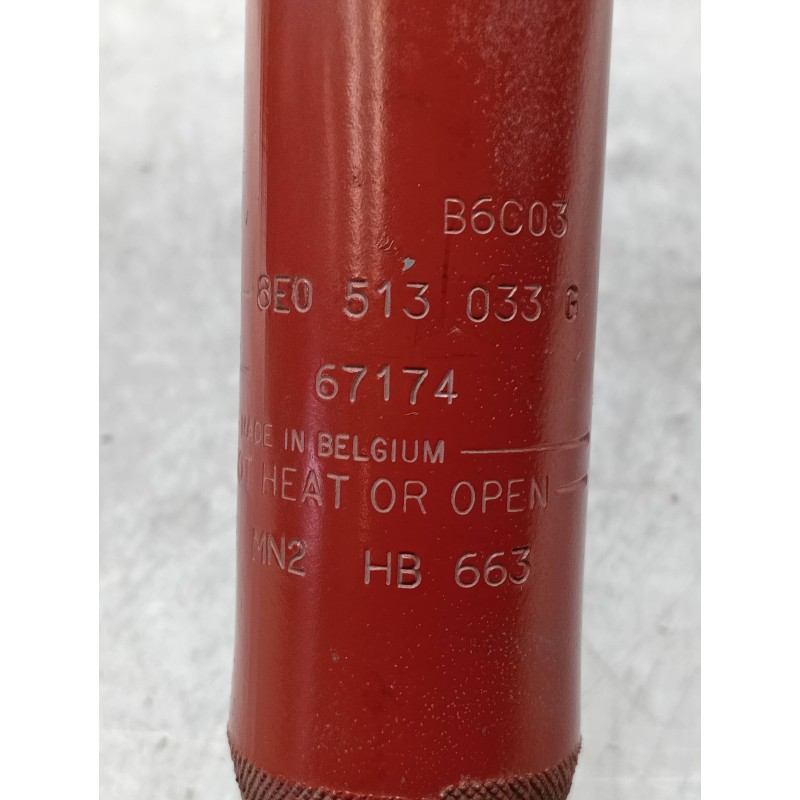 B6C03
8E0 513 033 G
67174
MADE IN BELGIUM
HEAT OR OPEN
MN2 HB 663